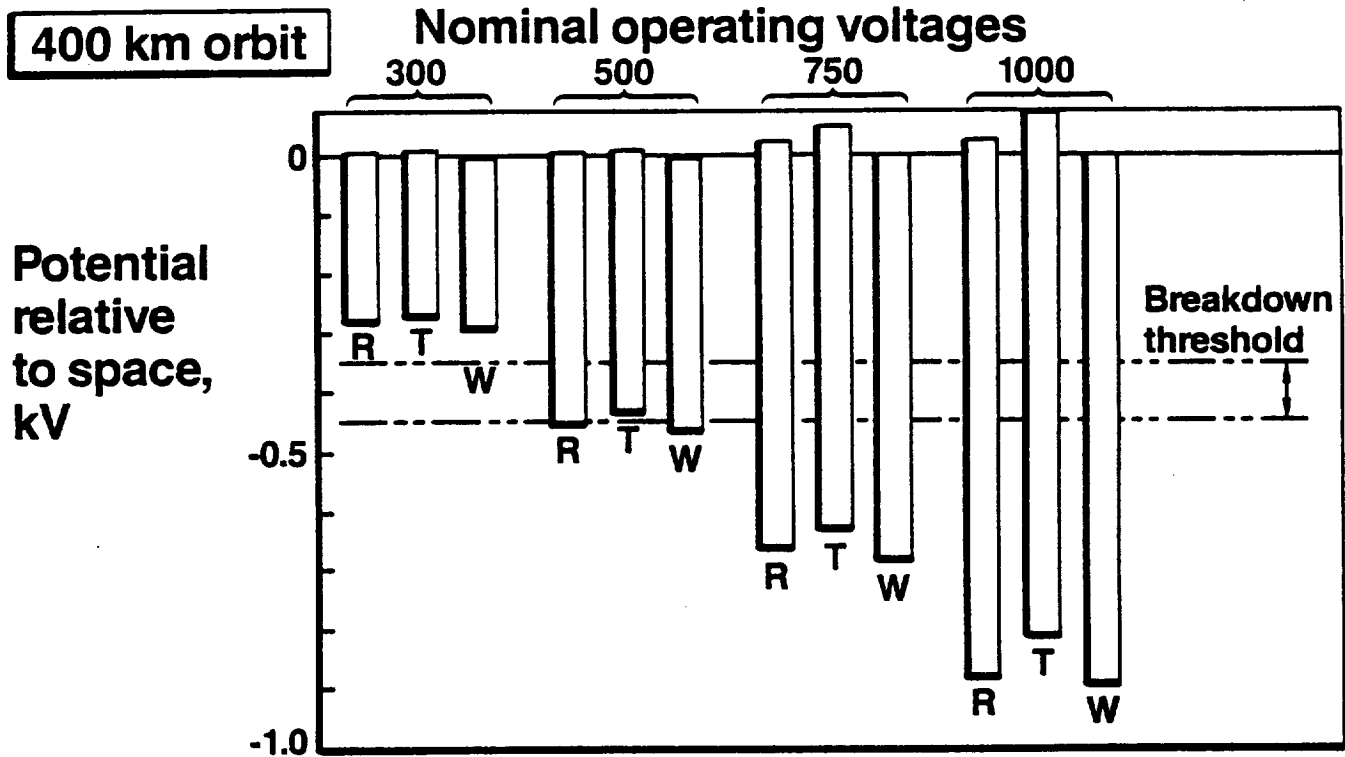 400 km orbit
Nominal operating voltages
300 500 750 1000
0
Potential
relative
to space,
kV
Breakdown
threshold
R T W
R T W
-0.5
R T W
R T W
-1.0